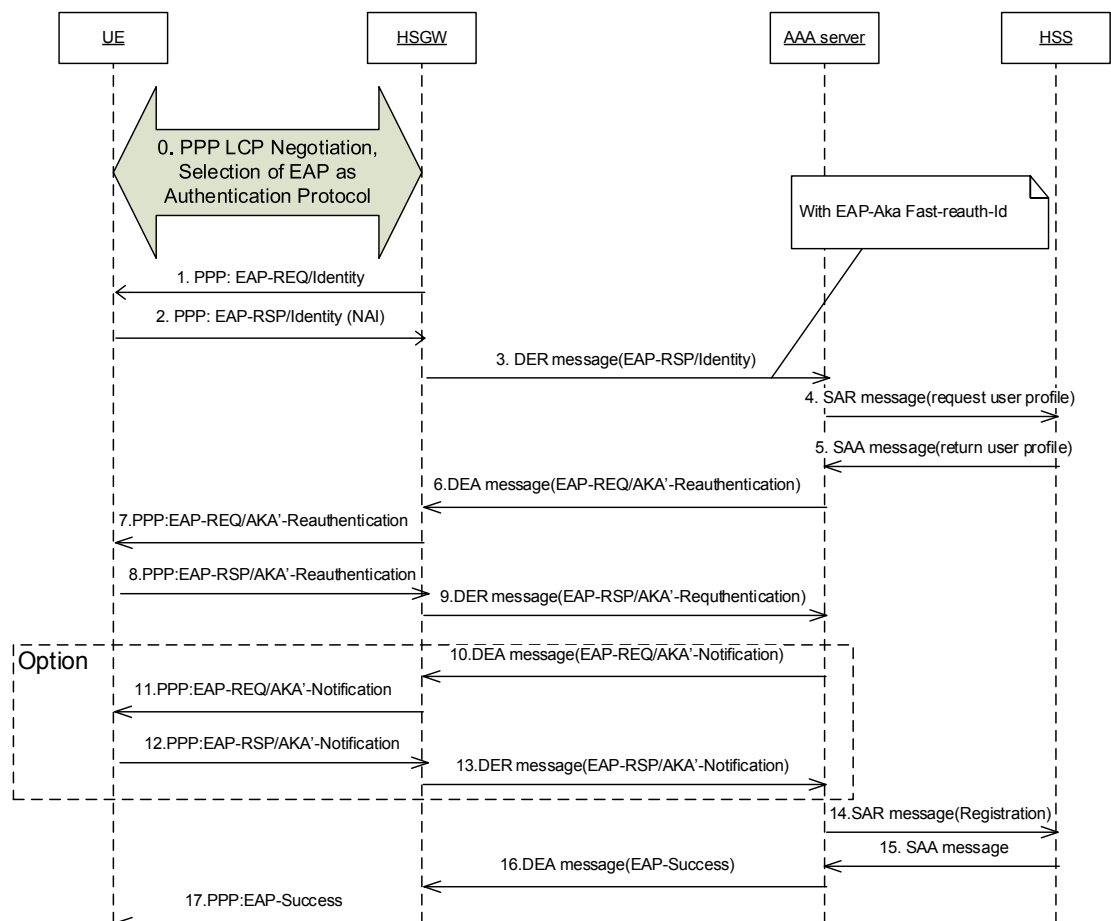 UE
HSGW
AAA server
HSS
0. PPP LCP Negotiation,
Selection of EAP as
Authentication Protocol
With EAP-Aka Fast-reauth-Id
1. PPP: EAP-REQ/Identity
2. PPP: EAP-RSP/Identity (NAI)
3. DER message(EAP-RSP/Identity)
4. SAR message(request user profile)
5. SAA message(return user profile)
6.DEA message(EAP-REQ/AKA'-Reauthentication)
7.PPP:EAP-REQ/AKA'-Reauthentication
8.PPP:EAP-RSP/AKA'-Reauthentication
9.DER message(EAP-RSP/AKA'-Requthentication)
Option
10.DEA message(EAP-REQ/AKA'-Notification)
11.PPP:EAP-REQ/AKA'-Notification
12.PPP:EAP-RSP/AKA'-Notification
13.DER message(EAP-RSP/AKA'-Notification)
14.SAR message(Registration)
15. SAA message
16.DEA message(EAP-Success)
17.PPP:EAP-Success